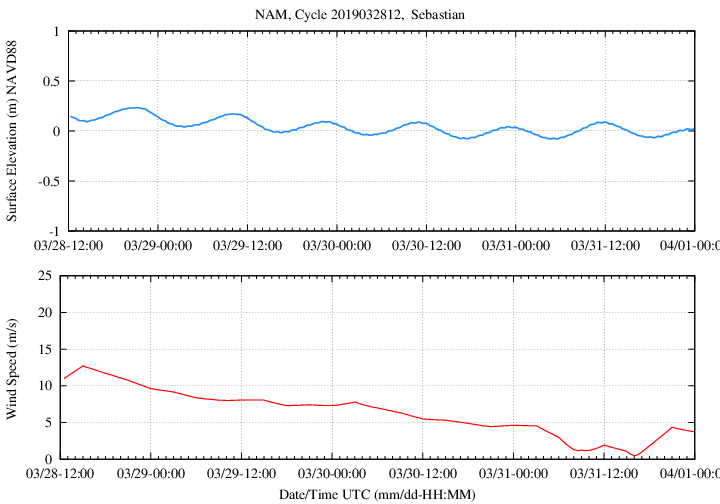 NAM, Cycle 2019032812,  Sebastian
Surface Elevation (m) NAVD88
1
0.5
0
-0.5
-1
03/28-12:00 03/29-00:00 03/29-12:00 03/30-00:00 03/30-12:00 03/31-00:00 03/31-12:00 04/01-00:0
Wind Speed (m/s)
25
20
15
10
5
0
03/28-12:00 03/29-00:00 03/29-12:00 03/30-00:00 03/30-12:00 03/31-00:00 03/31-12:00 04/01-00:0
Date/Time UTC (mm/dd-HH:MM)